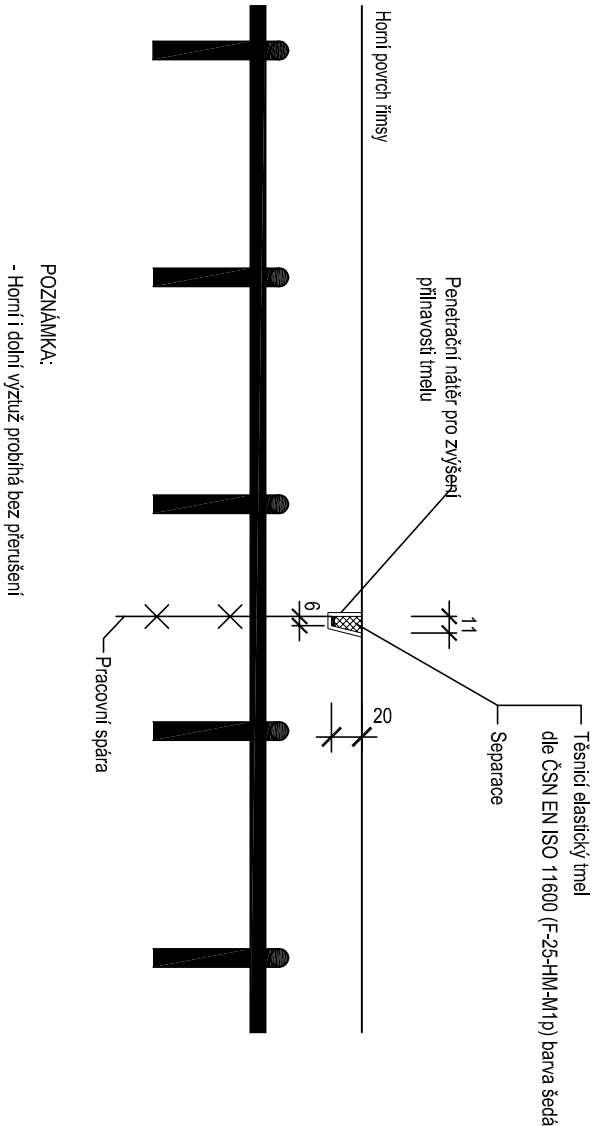 Těsnicí elastický tmel
dle ČSN EN ISO 11600 (F-25-HM-M1p) barva šedá
Separace
Penetrační nátěr pro zvýšení
přilnavosti tmelu
11
Horní povrch římsy
20
6
Pracovní spára
POZNÁMKA:
- Horní i dolní výztuž probíhá bez přerušení